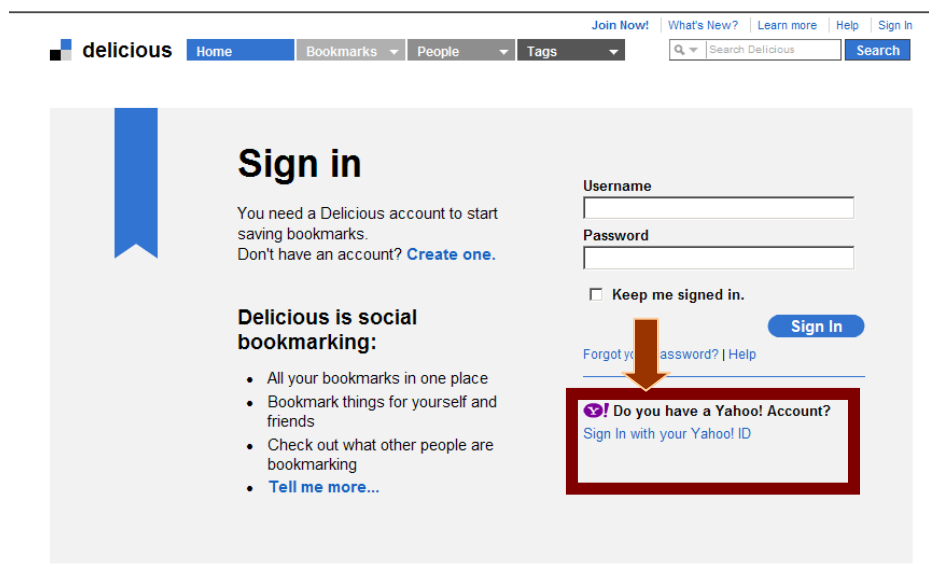 Join Now! What's New? Learn more Help Sign In
delicious Home Bookmarks People Tags Search Delicious Search
Sign in
You need a Delicious account to start
saving bookmarks.
Don't have an account? Create one.
Delicious is social
bookmarking:
• All your bookmarks in one place
• Bookmark things for yourself and
friends
• Check out what other people are
bookmarking
• Tell me more...
Username
Password
Keep me signed in.
Sign In
Forgot assword? | Help
Y! Do you have a Yahoo! Account?
Sign In with your Yahoo! ID